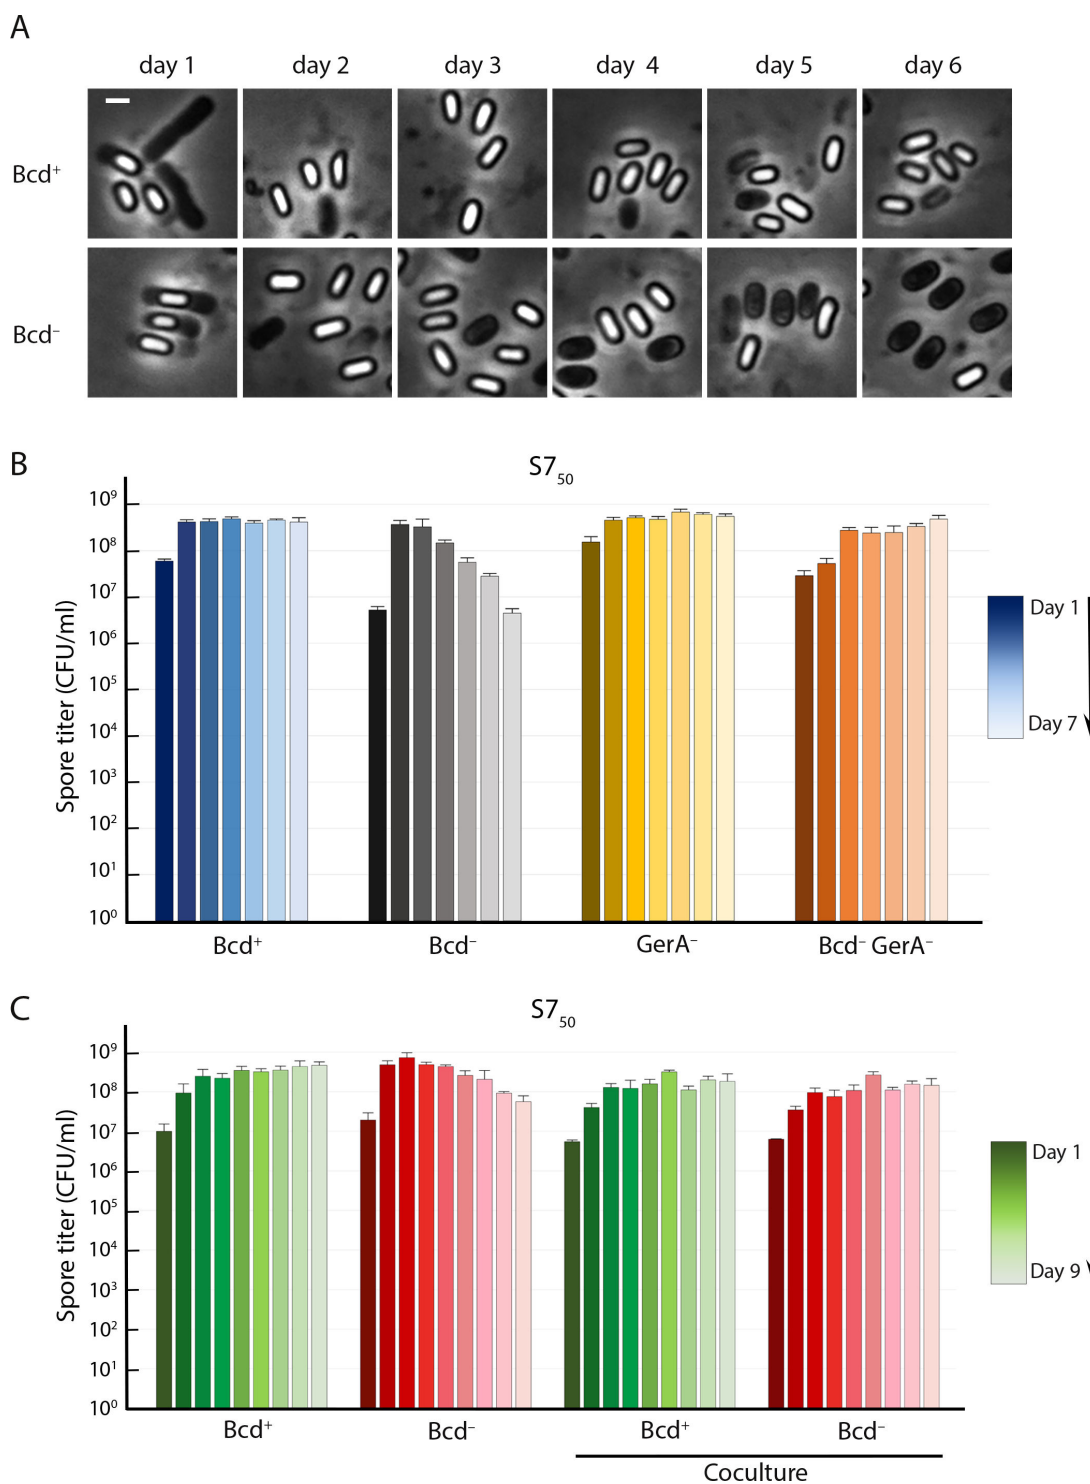 A
day 1 day 2 day 3 day 4 day 5 day 6
Bcd⁺
Bcd⁻
B
S7₅₀
Spore titer (CFU/ml)
10⁹
10⁸
10⁷
10⁶
10⁵
10⁴
10³
10²
10¹
10⁰
Bcd⁺ Bcd⁻ GerA⁻ Bcd⁻ GerA⁻
Day 1
Day 7
C
S7₅₀
Spore titer (CFU/ml)
10⁹
10⁸
10⁷
10⁶
10⁵
10⁴
10³
10²
10¹
10⁰
Bcd⁺ Bcd⁻ Bcd⁺ Bcd⁻
Coculture
Day 1
Day 9